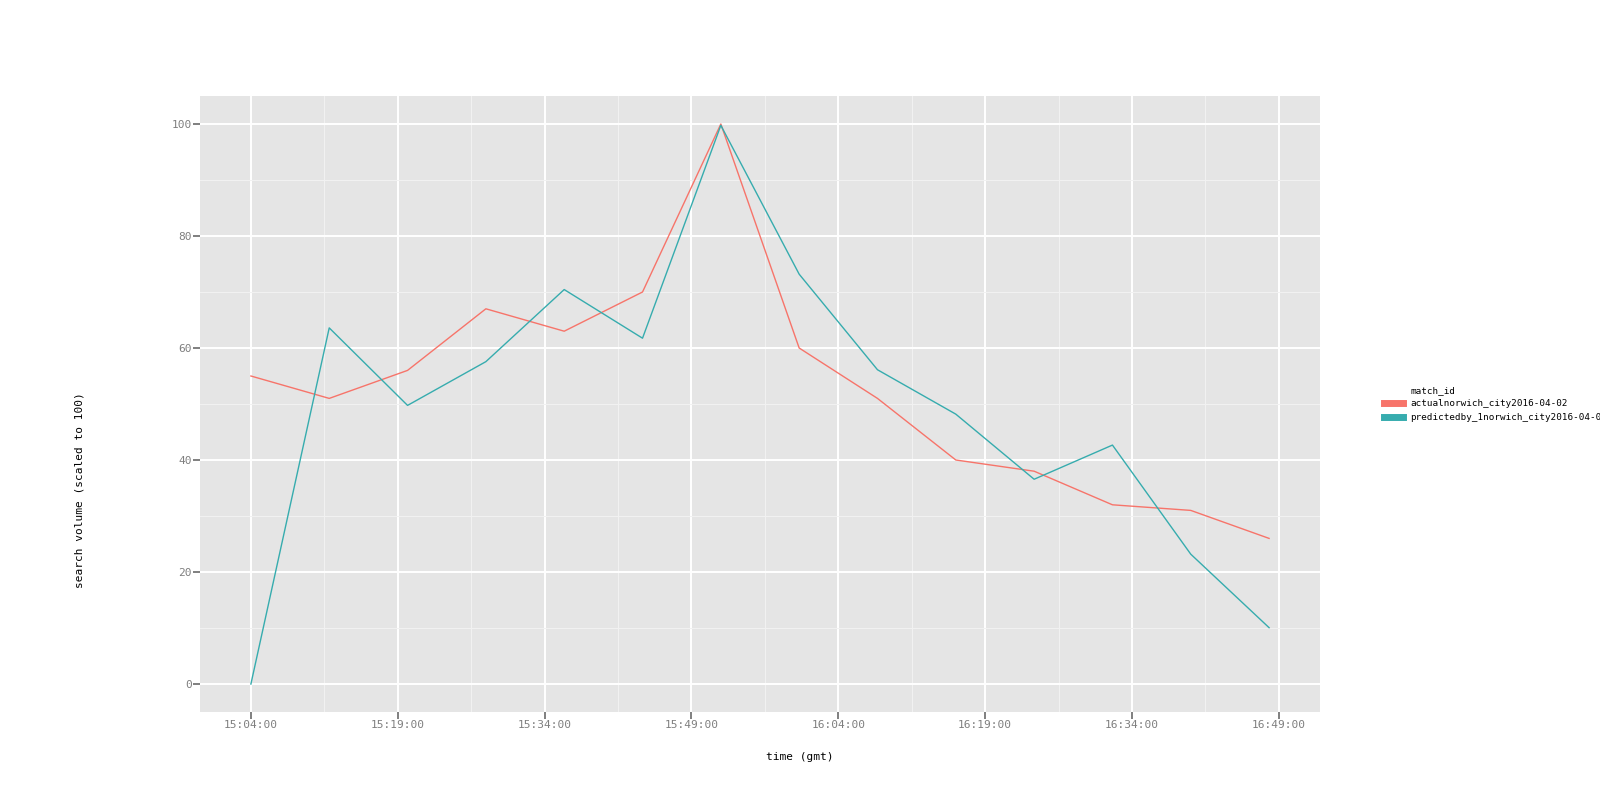 100
80
60
40
20
0
search volume (scaled to 100)
15:04:00 15:19:00 15:34:00 15:49:00 16:04:00 16:19:00 16:34:00 16:49:00
time (gmt)
match_id
actualnorwich_city2016-04-02
predictedby_1norwich_city2016-04-0